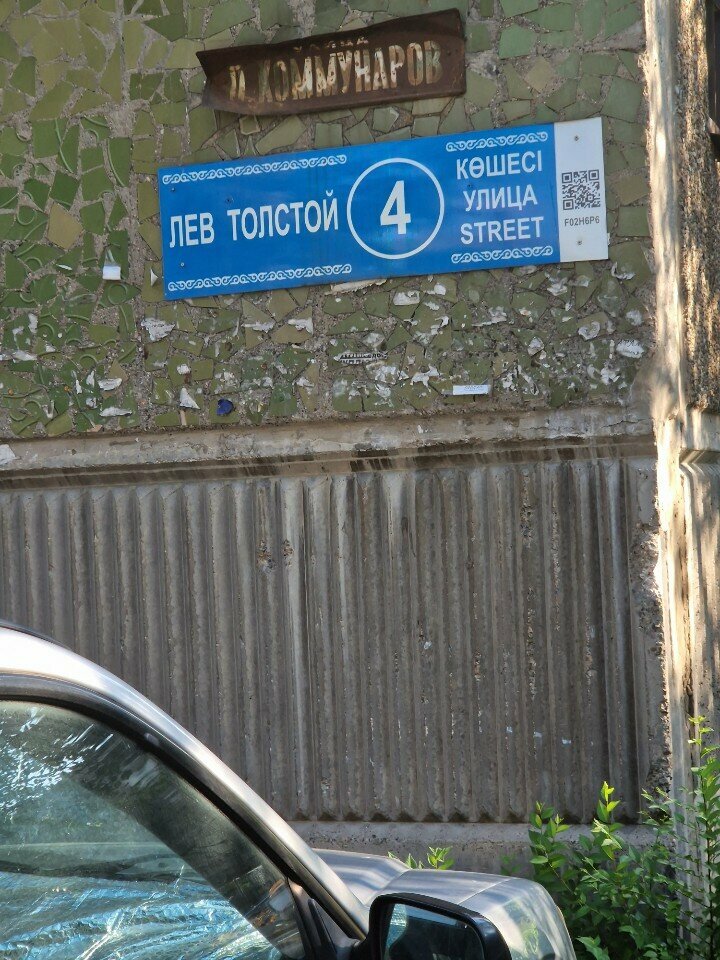 П. КОММУНАРОВ
ЛЕВ ТОЛСТОЙ
4
КӨШЕСІ
УЛИЦА
STREET
F02H6P6